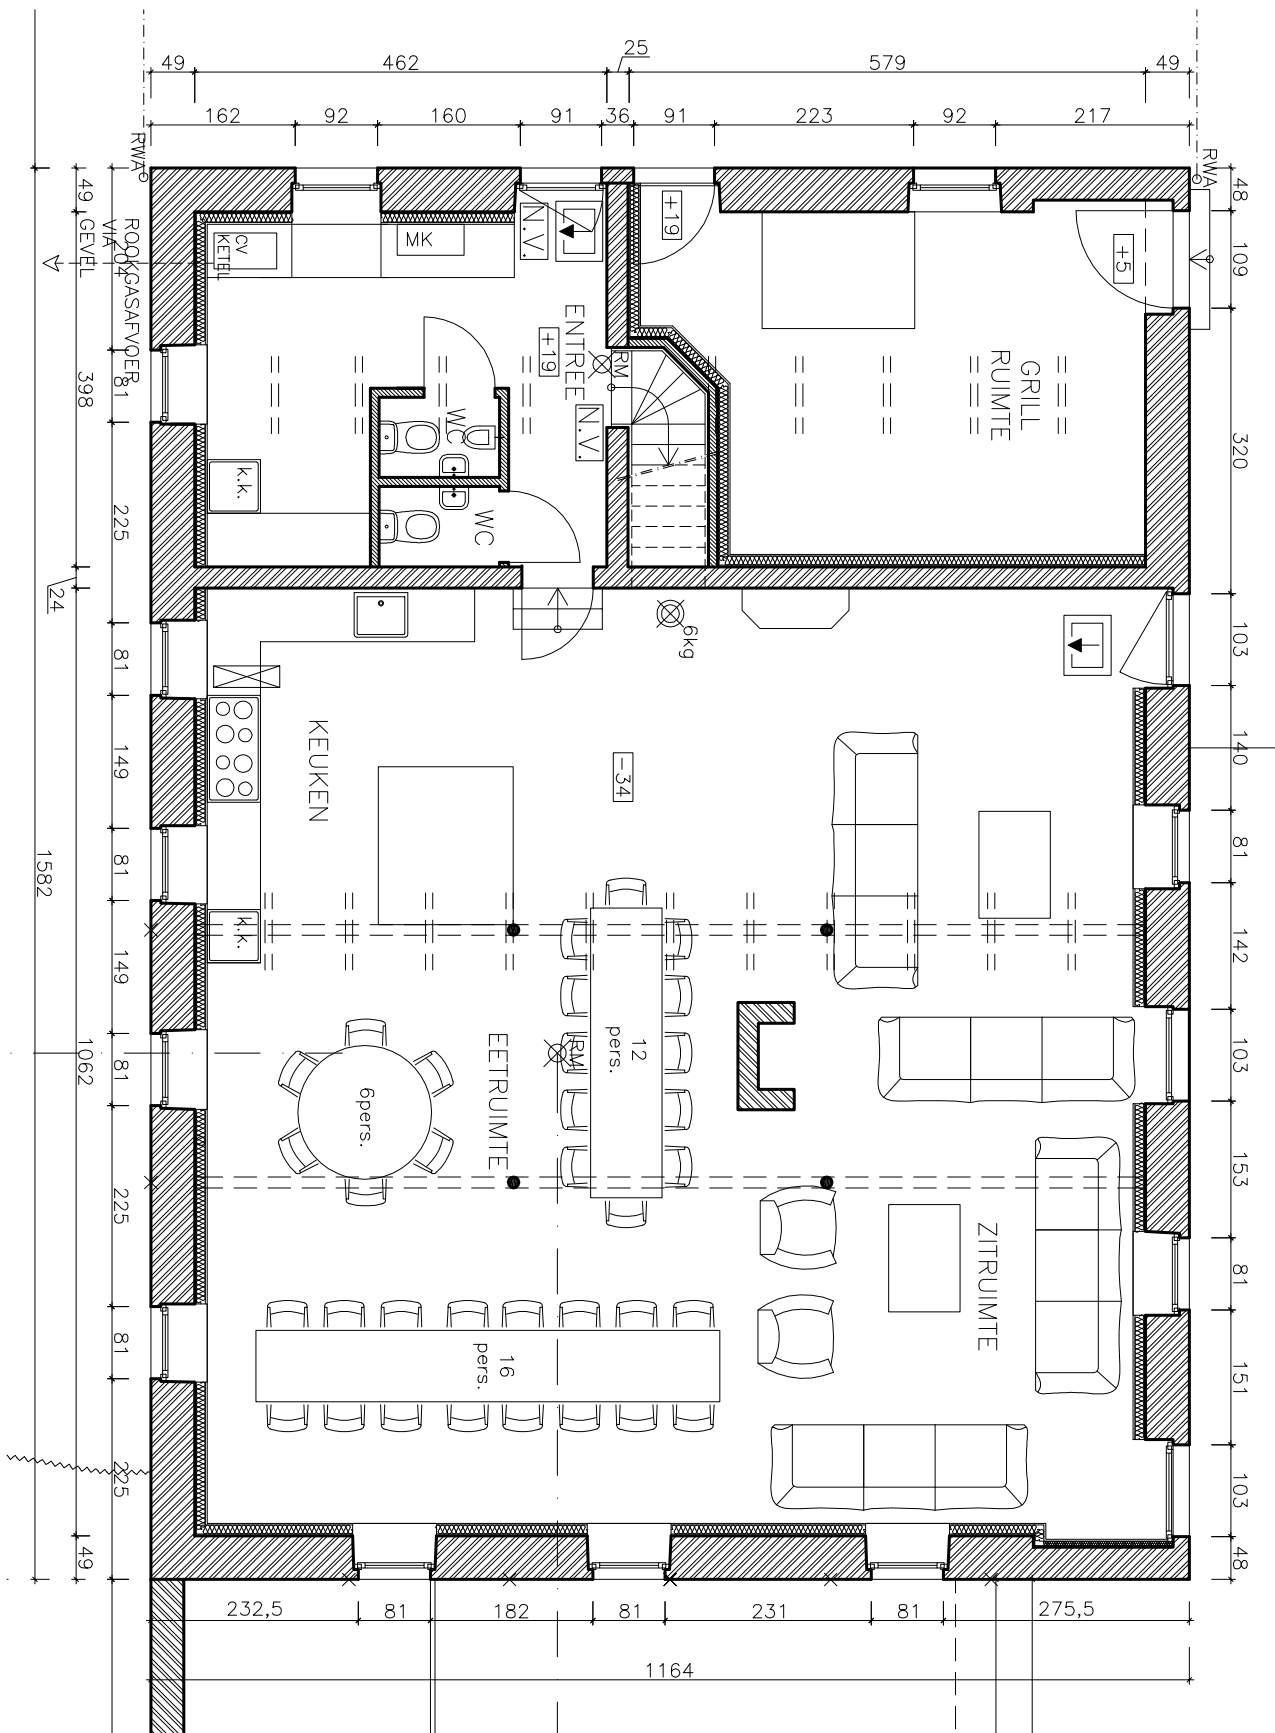 49
462
25
579
49
162
92
160
91
36
91
223
92
217
RWA
RWA
49
GEVEL
398
24
1062
49
1582
ROOKGASAFVOER
VIA
81
225
81
149
81
149
81
225
81
225
48
109
320
103
140
81
142
103
153
81
151
103
48
CV
KETEL
MK
N.V.
+19
+5
ENTREE
+19
RM
N.V.
GRILL
RUIMTE
WC
WC
k.k.
6kg
KEUKEN
-34
k.k.
EETRUIMTE
RM
12
pers.
6pers.
ZITRUIMTE
16
pers.
232,5
81
182
81
231
81
275,5
1164